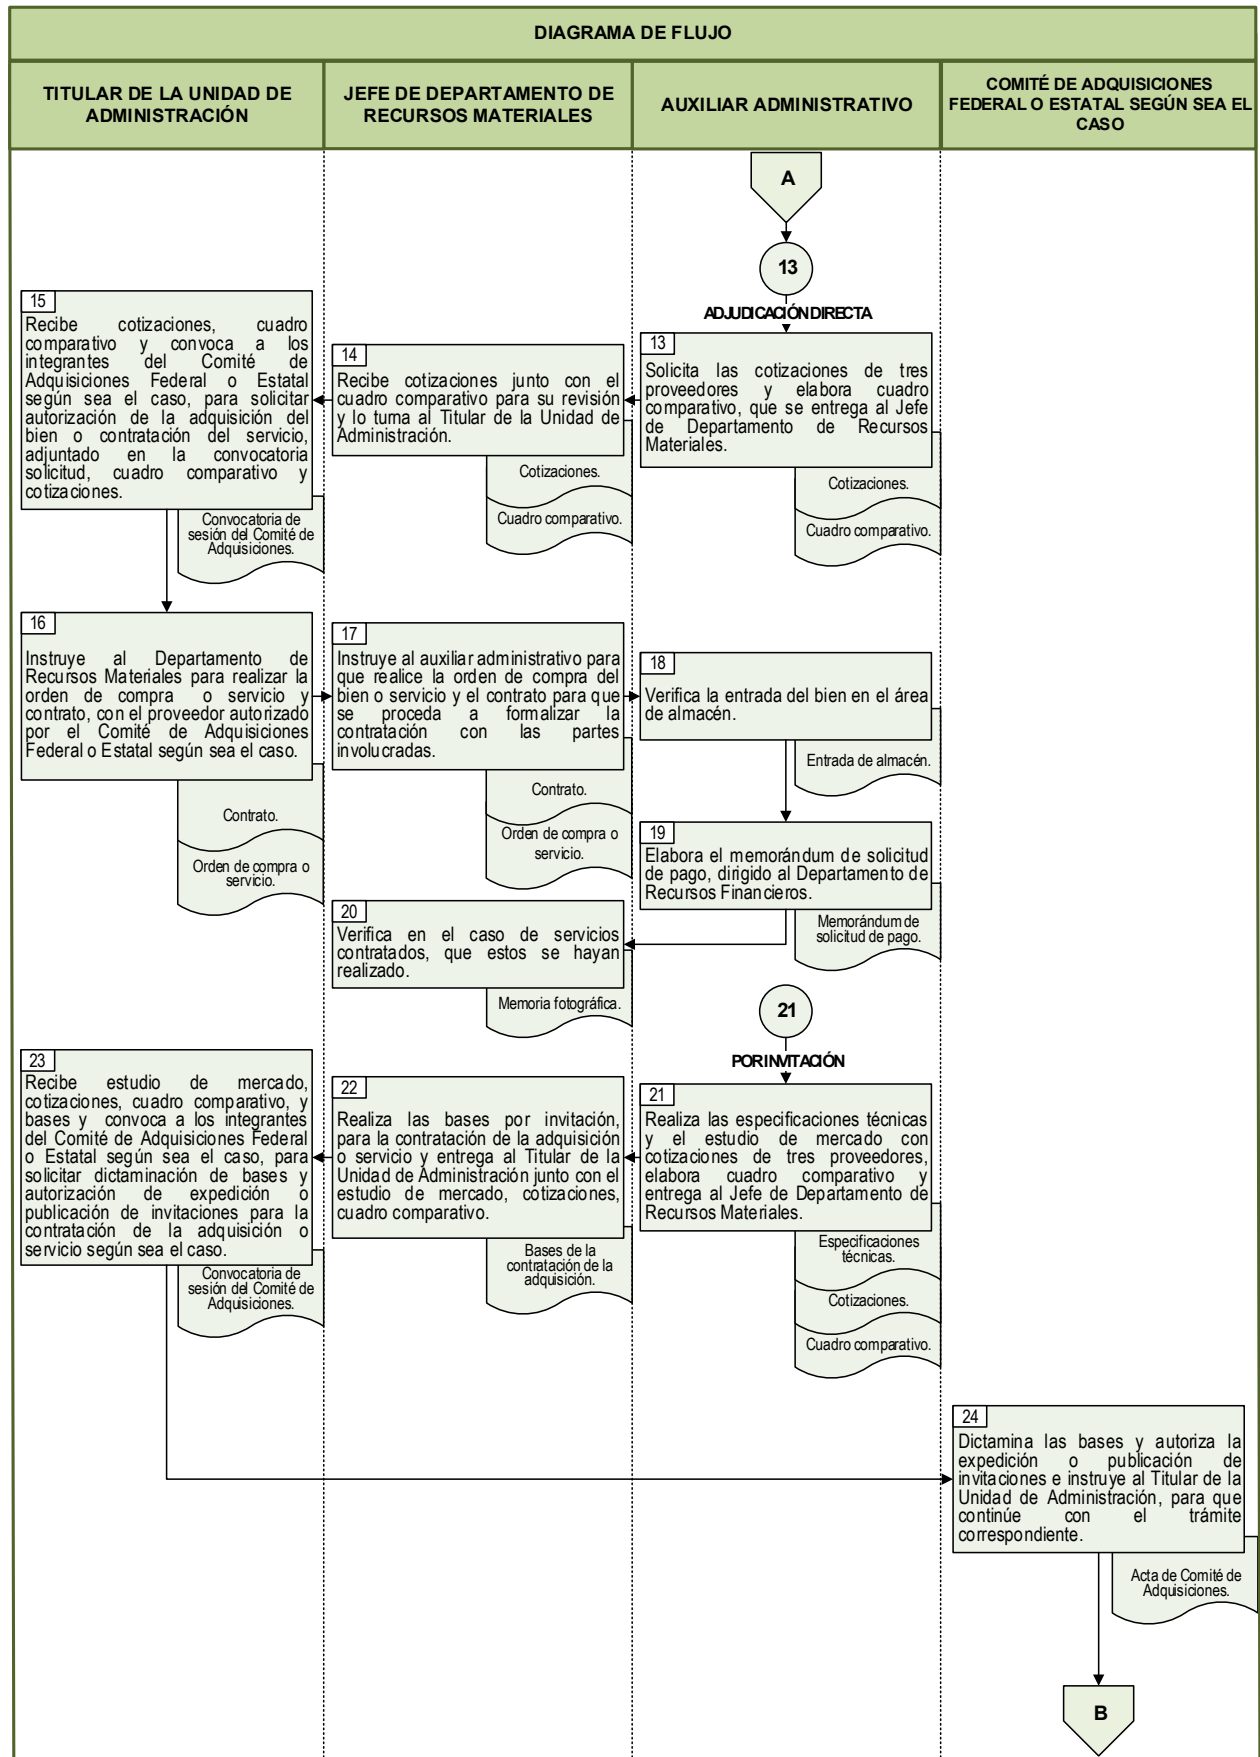 DIAGRAMA DE FLUJO
TITULAR DE LA UNIDAD DE
ADMINISTRACIÓN
JEFE DE DEPARTAMENTO DE
RECURSOS MATERIALES
AUXILIAR ADMINISTRATIVO
COMITÉ DE ADQUISICIONES
FEDERAL O ESTATAL SEGÚN SEA EL
CASO
A
13
ADJUDICACIÓN DIRECTA
13
Solicita las cotizaciones de tres
proveedores y elabora cuadro
comparativo, que se entrega al Jefe
de Departamento de Recursos
Materiales.
Cotizaciones.
Cuadro comparativo.
14
Recibe cotizaciones junto con el
cuadro comparativo para su revisión
y lo turna al Titular de la Unidad de
Administración.
Cotizaciones.
Cuadro comparativo.
15
Recibe cotizaciones, cuadro
comparativo y convoca a los
integrantes del Comité de
Adquisiciones Federal o Estatal
según sea el caso, para solicitar
autorización de la adquisición del
bien o contratación del servicio,
adjuntado en la convocatoria
solicitud, cuadro comparativo y
cotizaciones.
Convocatoria de
sesión del Comité de
Adquisiciones.
16
Instruye al Departamento de
Recursos Materiales para realizar la
orden de compra o servicio y
contrato, con el proveedor autorizado
por el Comité de Adquisiciones
Federal o Estatal según sea el caso.
Contrato.
Orden de compra o
servicio.
17
Instruye al auxiliar administrativo para
que realice la orden de compra del
bien o servicio y el contrato para que
se proceda a formalizar la
contratación con las partes
involucradas.
Contrato.
Orden de compra o
servicio.
18
Verifica la entrada del bien en el área
de almacén.
Entrada de almacén.
19
Elabora el memorándum de solicitud
de pago, dirigido al Departamento de
Recursos Financieros.
Memorándum de
solicitud de pago.
20
Verifica en el caso de servicios
contratados, que estos se hayan
realizado.
Memoria fotográfica.
21
POR INVITACIÓN
21
Realiza las especificaciones técnicas
y el estudio de mercado con
cotizaciones de tres proveedores,
elabora cuadro comparativo y
entrega al Jefe de Departamento de
Recursos Materiales.
Especificaciones
técnicas.
Cotizaciones.
Cuadro comparativo.
22
Realiza las bases por invitación,
para la contratación de la adquisición
o servicio y entrega al Titular de la
Unidad de Administración junto con el
estudio de mercado, cotizaciones,
cuadro comparativo.
Bases de la
contratación de la
adquisición.
23
Recibe estudio de mercado,
cotizaciones, cuadro comparativo, y
bases y convoca a los integrantes
del Comité de Adquisiciones Federal
o Estatal según sea el caso, para
solicitar dictaminación de bases y
autorización de expedición o
publicación de invitaciones para la
contratación de la adquisición o
servicio según sea el caso.
Convocatoria de
sesión del Comité de
Adquisiciones.
24
Dictamina las bases y autoriza la
expedición o publicación de
invitaciones e instruye al Titular de la
Unidad de Administración, para que
continúe con el trámite
correspondiente.
Acta de Comité de
Adquisiciones.
B